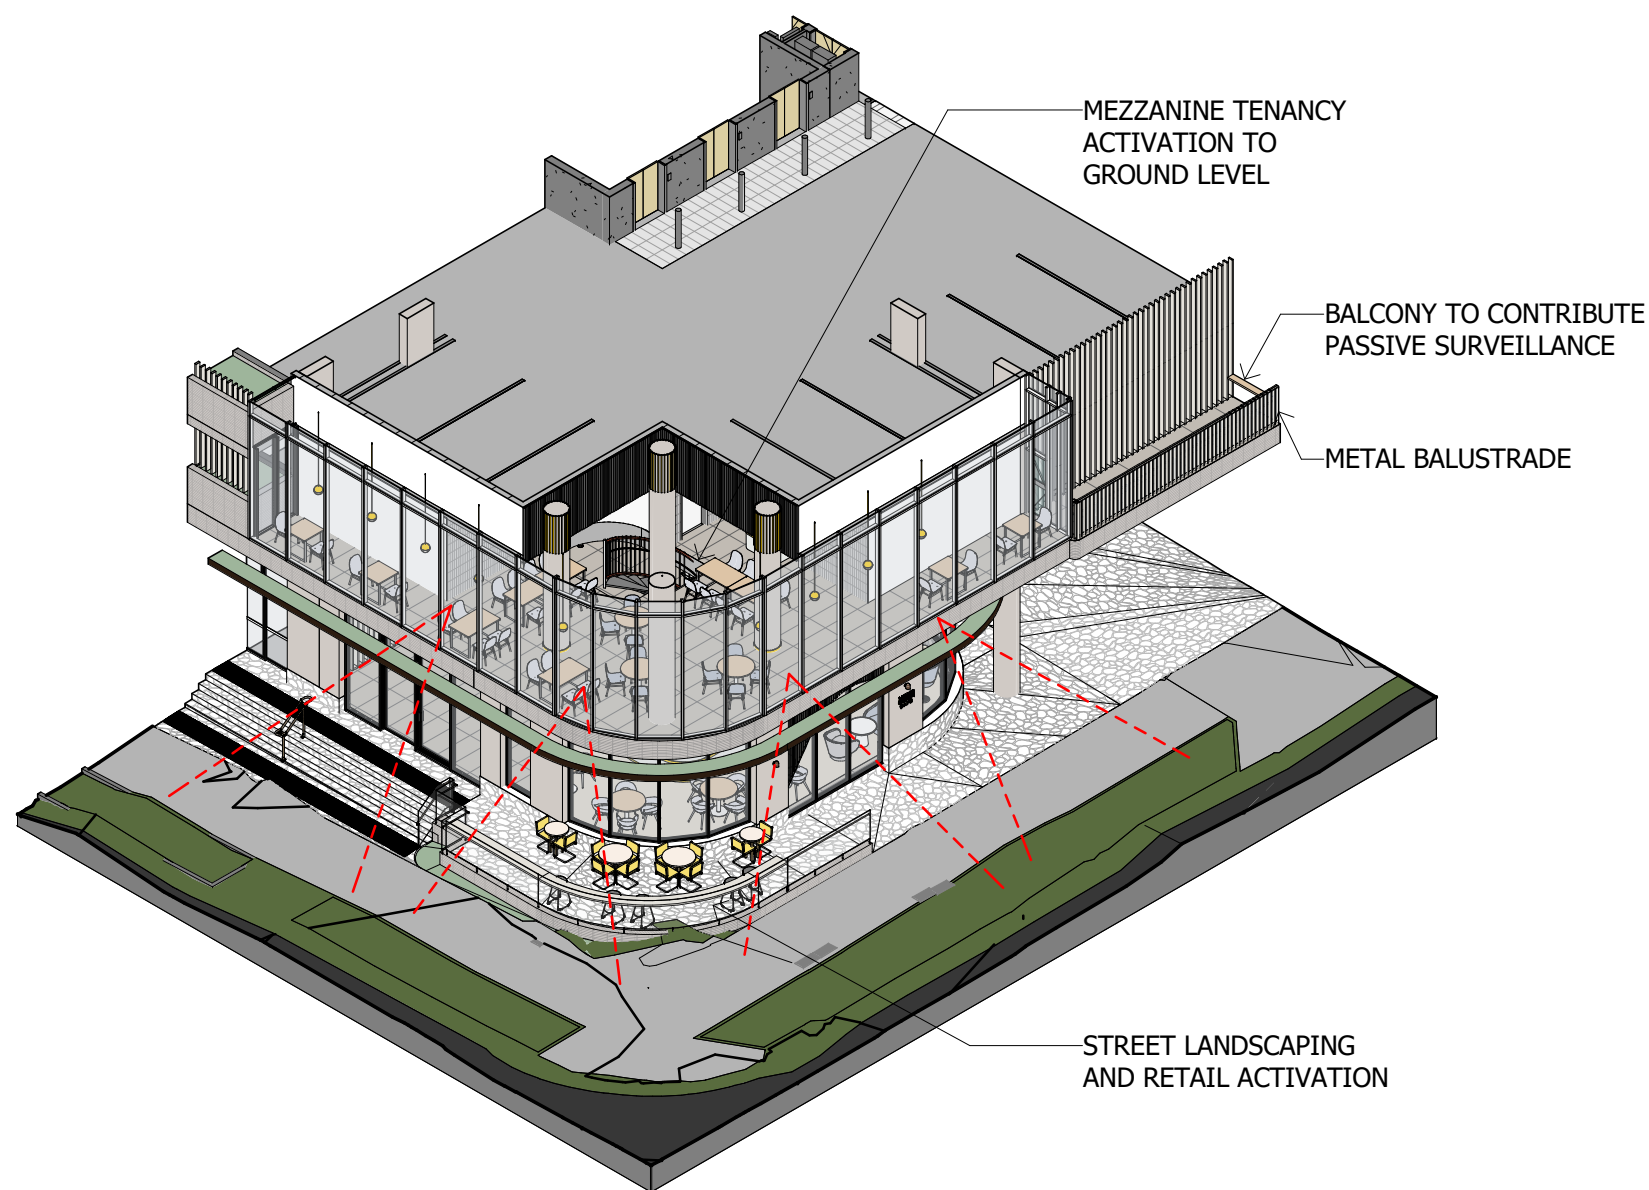 MEZZANINE TENANCY
ACTIVATION TO
GROUND LEVEL
BALCONY TO CONTRIBUTE
PASSIVE SURVEILLANCE
METAL BALUSTRADE
STREET LANDSCAPING
AND RETAIL ACTIVATION